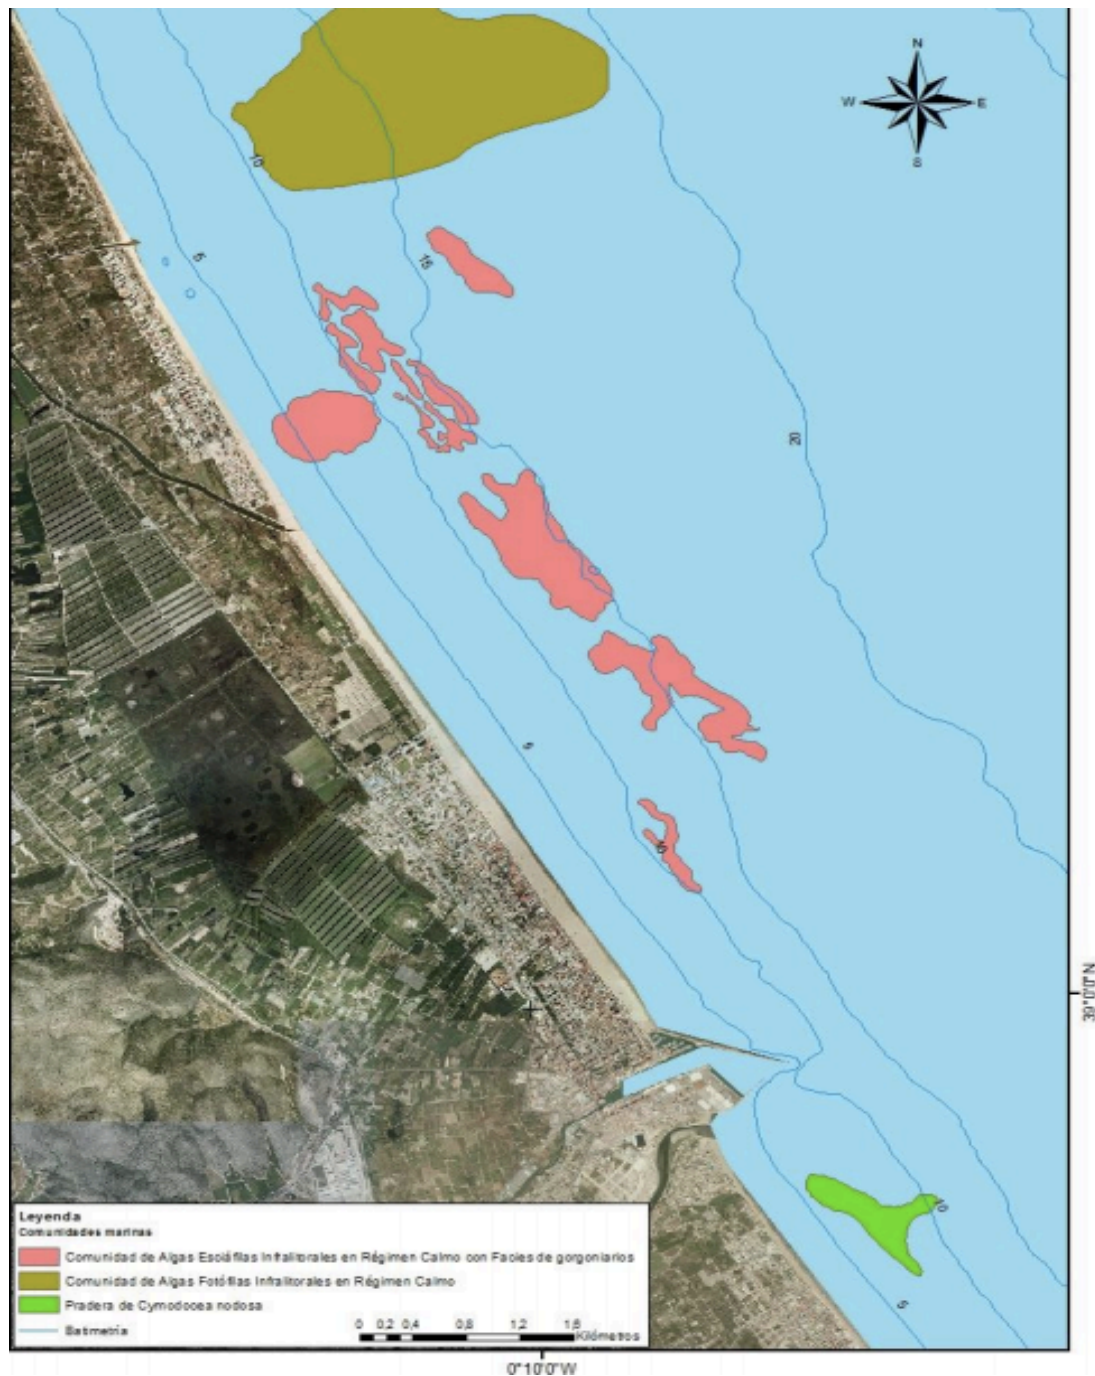 N
W E
S
10
5
15
20
5
10
39°0'0"N
10
5
Leyenda
Comunidades marinas
Comunidad de Algas Esciáfilas Infralitorales en Régimen Calmo con Facies de gorgoniarios
Comunidad de Algas Fotófilas Infralitorales en Régimen Calmo
Pradera de Cymodocea nodosa
Batimetría
0 0,2 0,4 0,8 1,2 1,6
Kilómetros
0°10'0"W